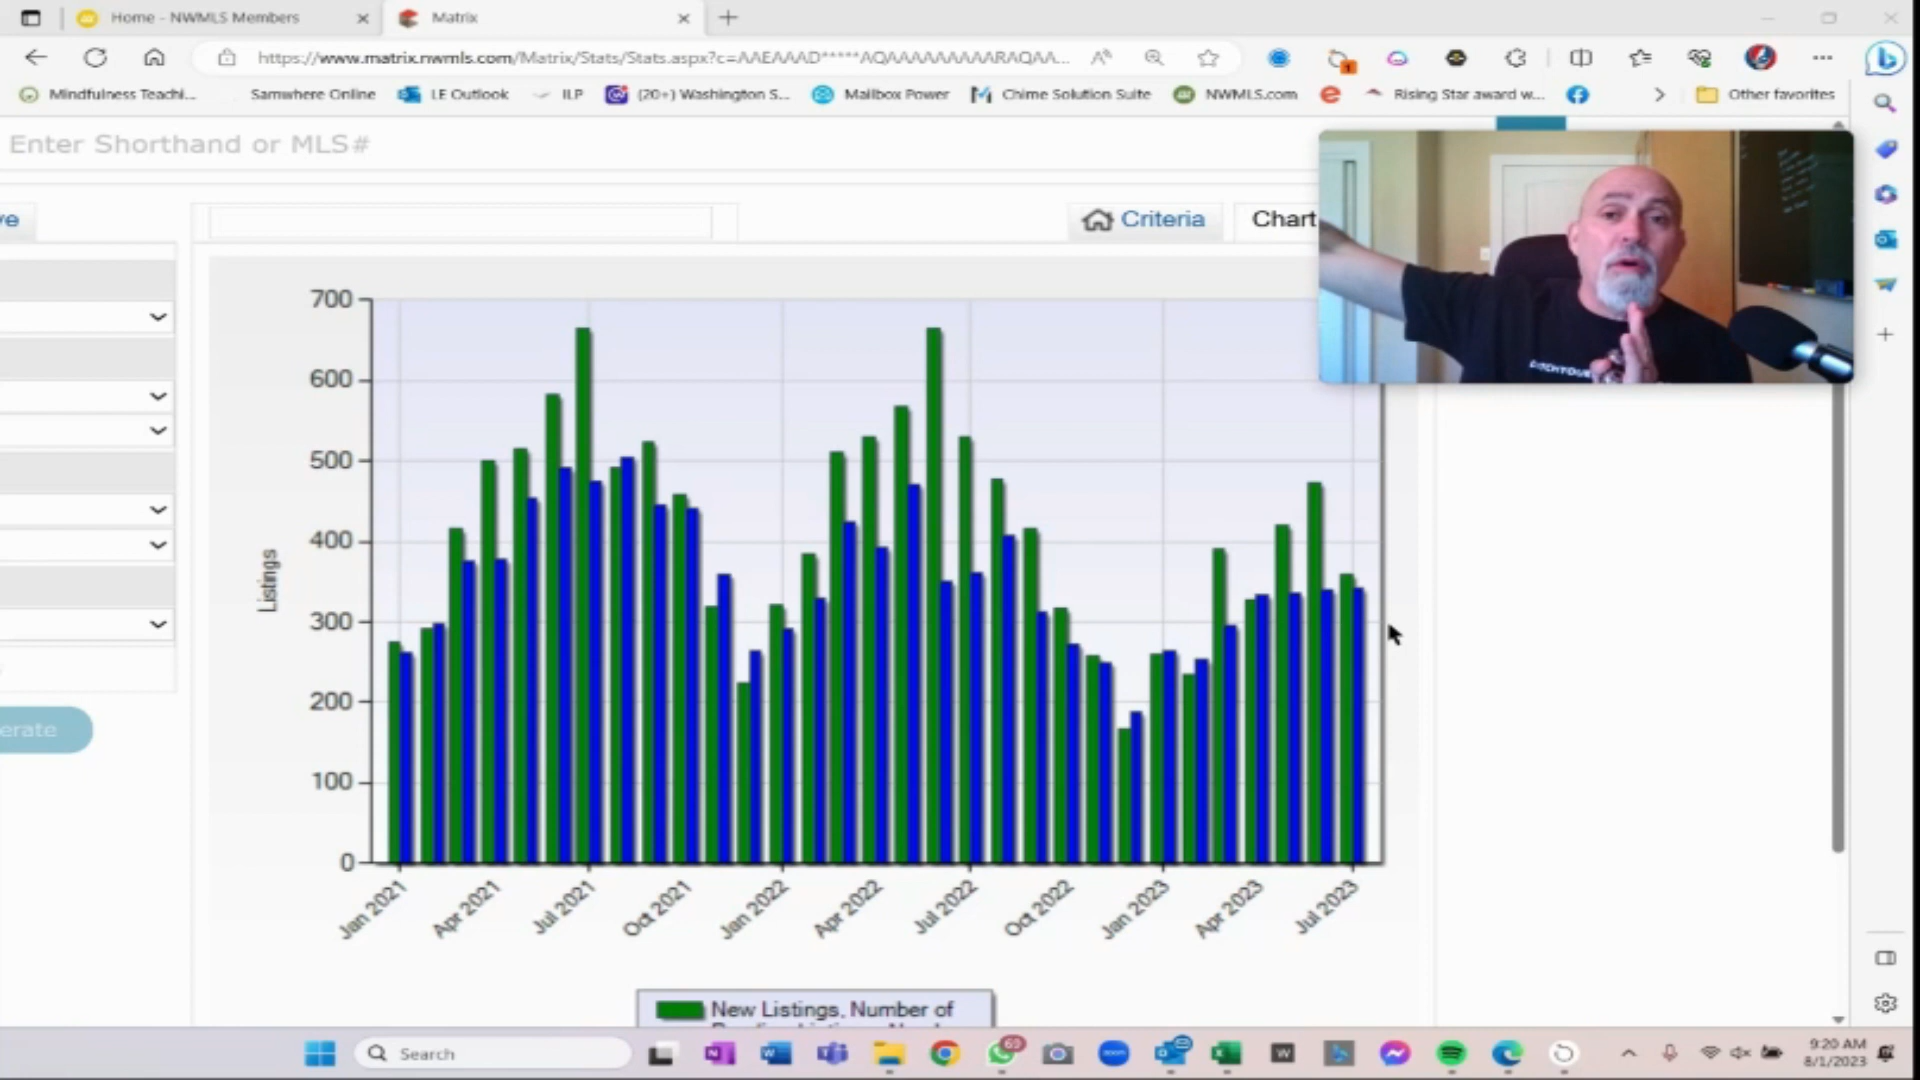 Home - NWMLS Members
Matrix
https://www.matrix.nwmls.com/Matrix/Stats/Stats.aspx?c=AAEAAAD*****AQAAAAAAAAARAQAA...
Mindfulness Teachi...
Samwhere Online
LE Outlook
ILP
(20+) Washington S...
Mailbox Power
Chime Solution Suite
NWMLS.com
Rising Star award w...
Other favorites
Enter Shorthand or MLS#
ve
Criteria
Chart
700
600
500
400
300
200
100
0
Listings
Jan 2021
Apr 2021
Jul 2021
Oct 2021
Jan 2022
Apr 2022
Jul 2022
Oct 2022
Jan 2023
Apr 2023
Jul 2023
erate
New Listings, Number of
Search
69
9:20 AM
8/1/2023